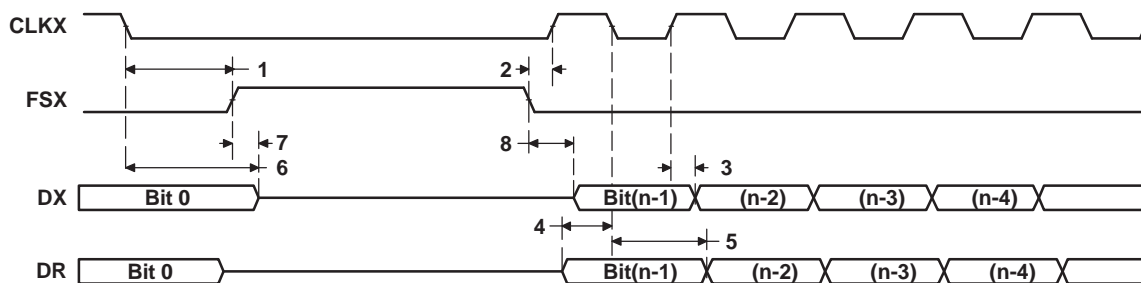 CLKX
1
2
FSX
7
8
6
3
DX
Bit 0
Bit(n-1)
(n-2)
(n-3)
(n-4)
4
5
DR
Bit 0
Bit(n-1)
(n-2)
(n-3)
(n-4)